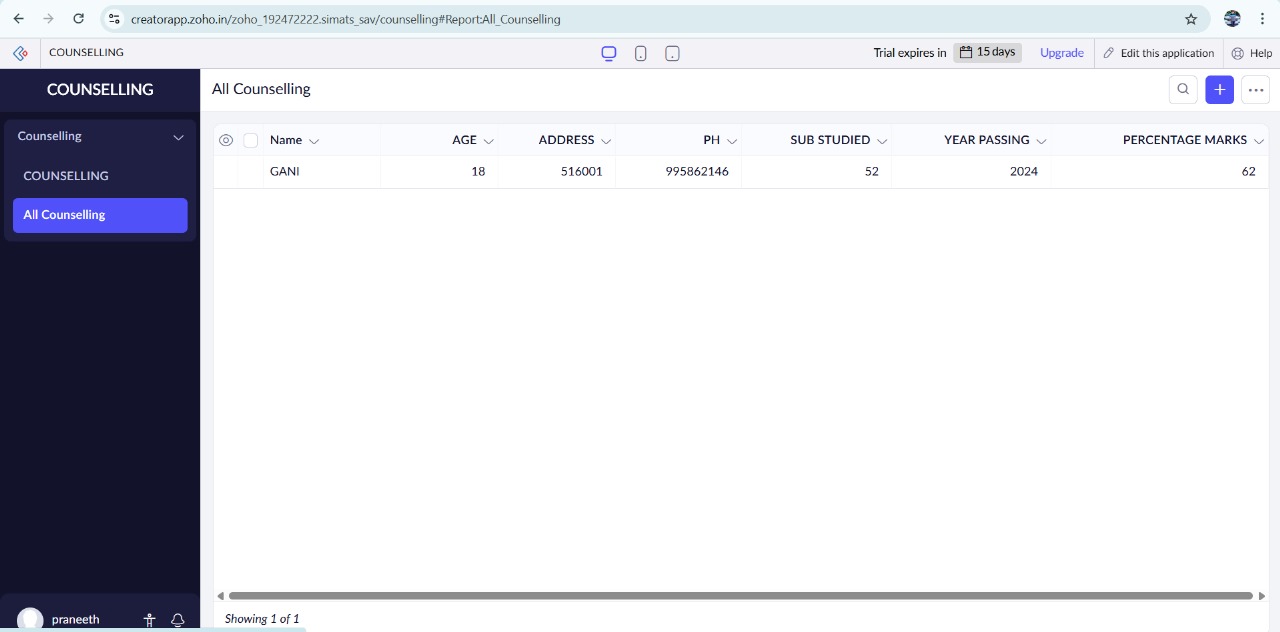 creatorapp.zoho.in/zoho_192472222.simats_sav/counselling#Report:All_Counselling
COUNSELLING Trial expires in 15 days Upgrade Edit this application Help
COUNSELLING
All Counselling
Counselling
COUNSELLING
All Counselling
Name AGE ADDRESS PH SUB STUDIED YEAR PASSING PERCENTAGE MARKS
GANI 18 516001 995862146 52 2024 62
Showing 1 of 1
praneeth